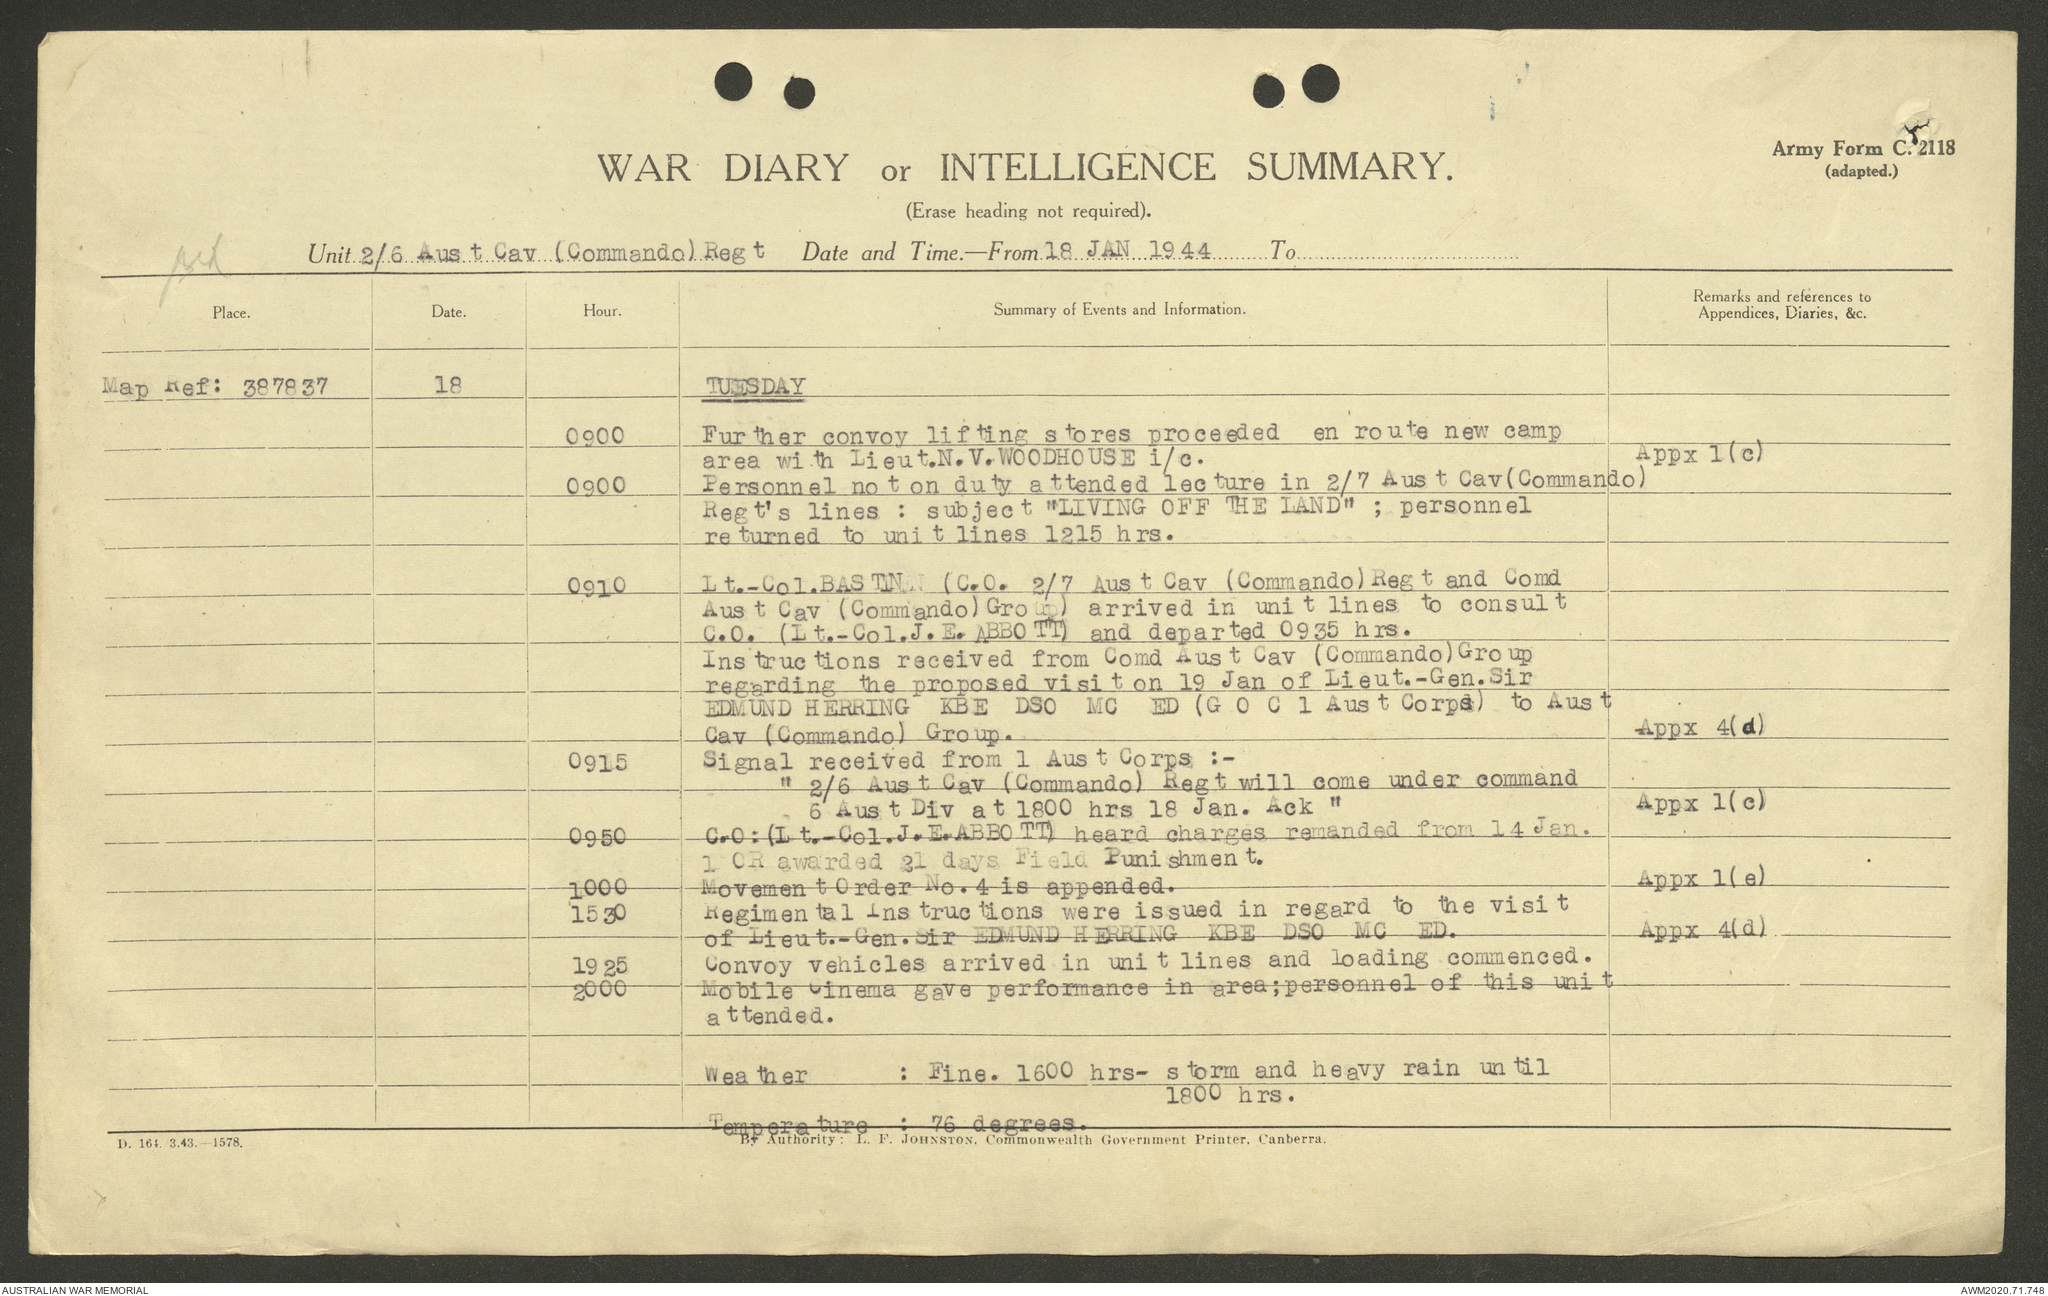 WAR DIARY or INTELLIGENCE SUMMARY.
Army Form C. 2118
(adapted.)
(Erase heading not required).
Unit 2/6 Aust Cav (Commando) Regt Date and Time.—From 18 JAN 1944 To
Place. Date. Hour. Summary of Events and Information. Remarks and references to
Appendices, Diaries, &c.
Map Ref: 387837 18 TUESDAY
0900 Further convoy lifting stores proceeded en route new camp
area with Lieut.N.V.WOODHOUSE i/c. Appx 1(c)
0900 Personnel not on duty attended lecture in 2/7 Aust Cav(Commando)
Regt's lines : subject "LIVING OFF THE LAND" ; personnel
returned to unit lines 1215 hrs.
0910 Lt.-Col.BASTIN (C.O. 2/7 Aust Cav (Commando)Regt and Comd
Aust Cav (Commando)Group) arrived in unit lines to consult
C.O. (Lt.-Col.J.E.ABBOTT) and departed 0935 hrs.
Instructions received from Comd Aust Cav (Commando)Group
regarding the proposed visit on 19 Jan of Lieut.-Gen.Sir
EDMUND HERRING KBE DSO MC ED (G O C 1 Aust Corps) to Aust
Cav (Commando) Group. Appx 4(d)
0915 Signal received from 1 Aust Corps :-
" 2/6 Aust Cav (Commando) Regt will come under command
6 Aust Div at 1800 hrs 18 Jan. Ack " Appx 1(c)
0950 C.O:(Lt.-Col.J.E.ABBOTT) heard charges remanded from 14 Jan.
1 OR awarded 21 days Field Punishment.
1000 Movement Order No.4 is appended. Appx 1(e)
1530 Regimental Instructions were issued in regard to the visit
of Lieut.-Gen.Sir EDMUND HERRING KBE DSO MC ED. Appx 4(d)
1925 Convoy vehicles arrived in unit lines and loading commenced.
2000 Mobile Cinema gave performance in area;personnel of this unit
attended.
Weather : Fine. 1600 hrs- storm and heavy rain until
1800 hrs.
Temperature : 76 degrees.
D. 164. 3.43.—1578. By Authority: L. F. JOHNSTON, Commonwealth Government Printer, Canberra.
AUSTRALIAN WAR MEMORIAL AWM2020.71.748